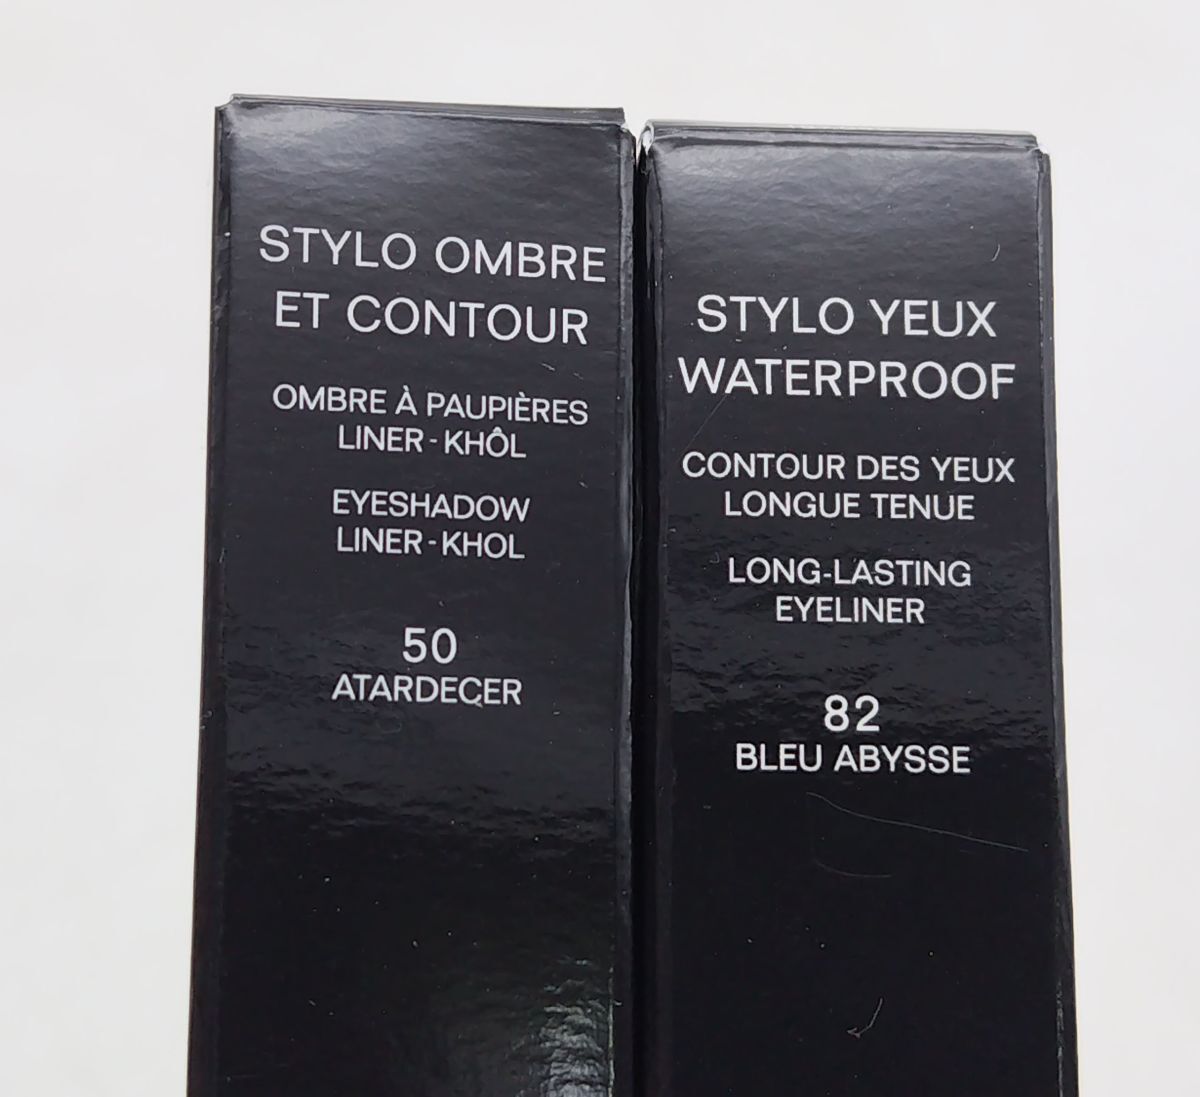 STYLO OMBRE
ET CONTOUR
OMBRE À PAUPIÈRES
LINER - KHÔL
EYESHADOW
LINER - KHOL
50
ATARDECER
STYLO YEUX
WATERPROOF
CONTOUR DES YEUX
LONGUE TENUE
LONG-LASTING
EYELINER
82
BLEU ABYSSE